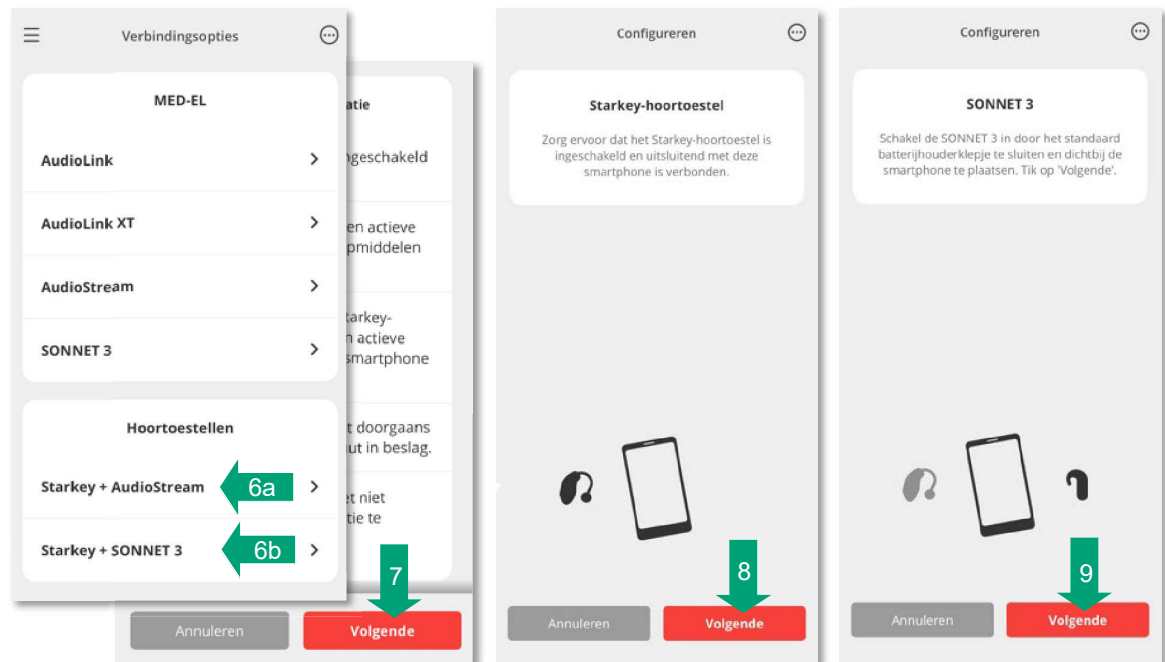 Verbindingsopties
MED-EL
AudioLink
AudioLink XT
AudioStream
SONNET 3
Hoortoestellen
Starkey + AudioStream
6a
Starkey + SONNET 3
6b
atie
geschakeld
en actieve
pmiddelen
tarkey-
n actieve
smartphone
t doorgaans
ut in beslag.
et niet
tie te
7
Annuleren
Volgende
Configureren
Starkey-hoortoestel
Zorg ervoor dat het Starkey-hoortoestel is
ingeschakeld en uitsluitend met deze
smartphone is verbonden.
8
Annuleren
Volgende
Configureren
SONNET 3
Schakel de SONNET 3 in door het standaard
batterijhouderklepje te sluiten en dichtbij de
smartphone te plaatsen. Tik op 'Volgende'.
9
Annuleren
Volgende